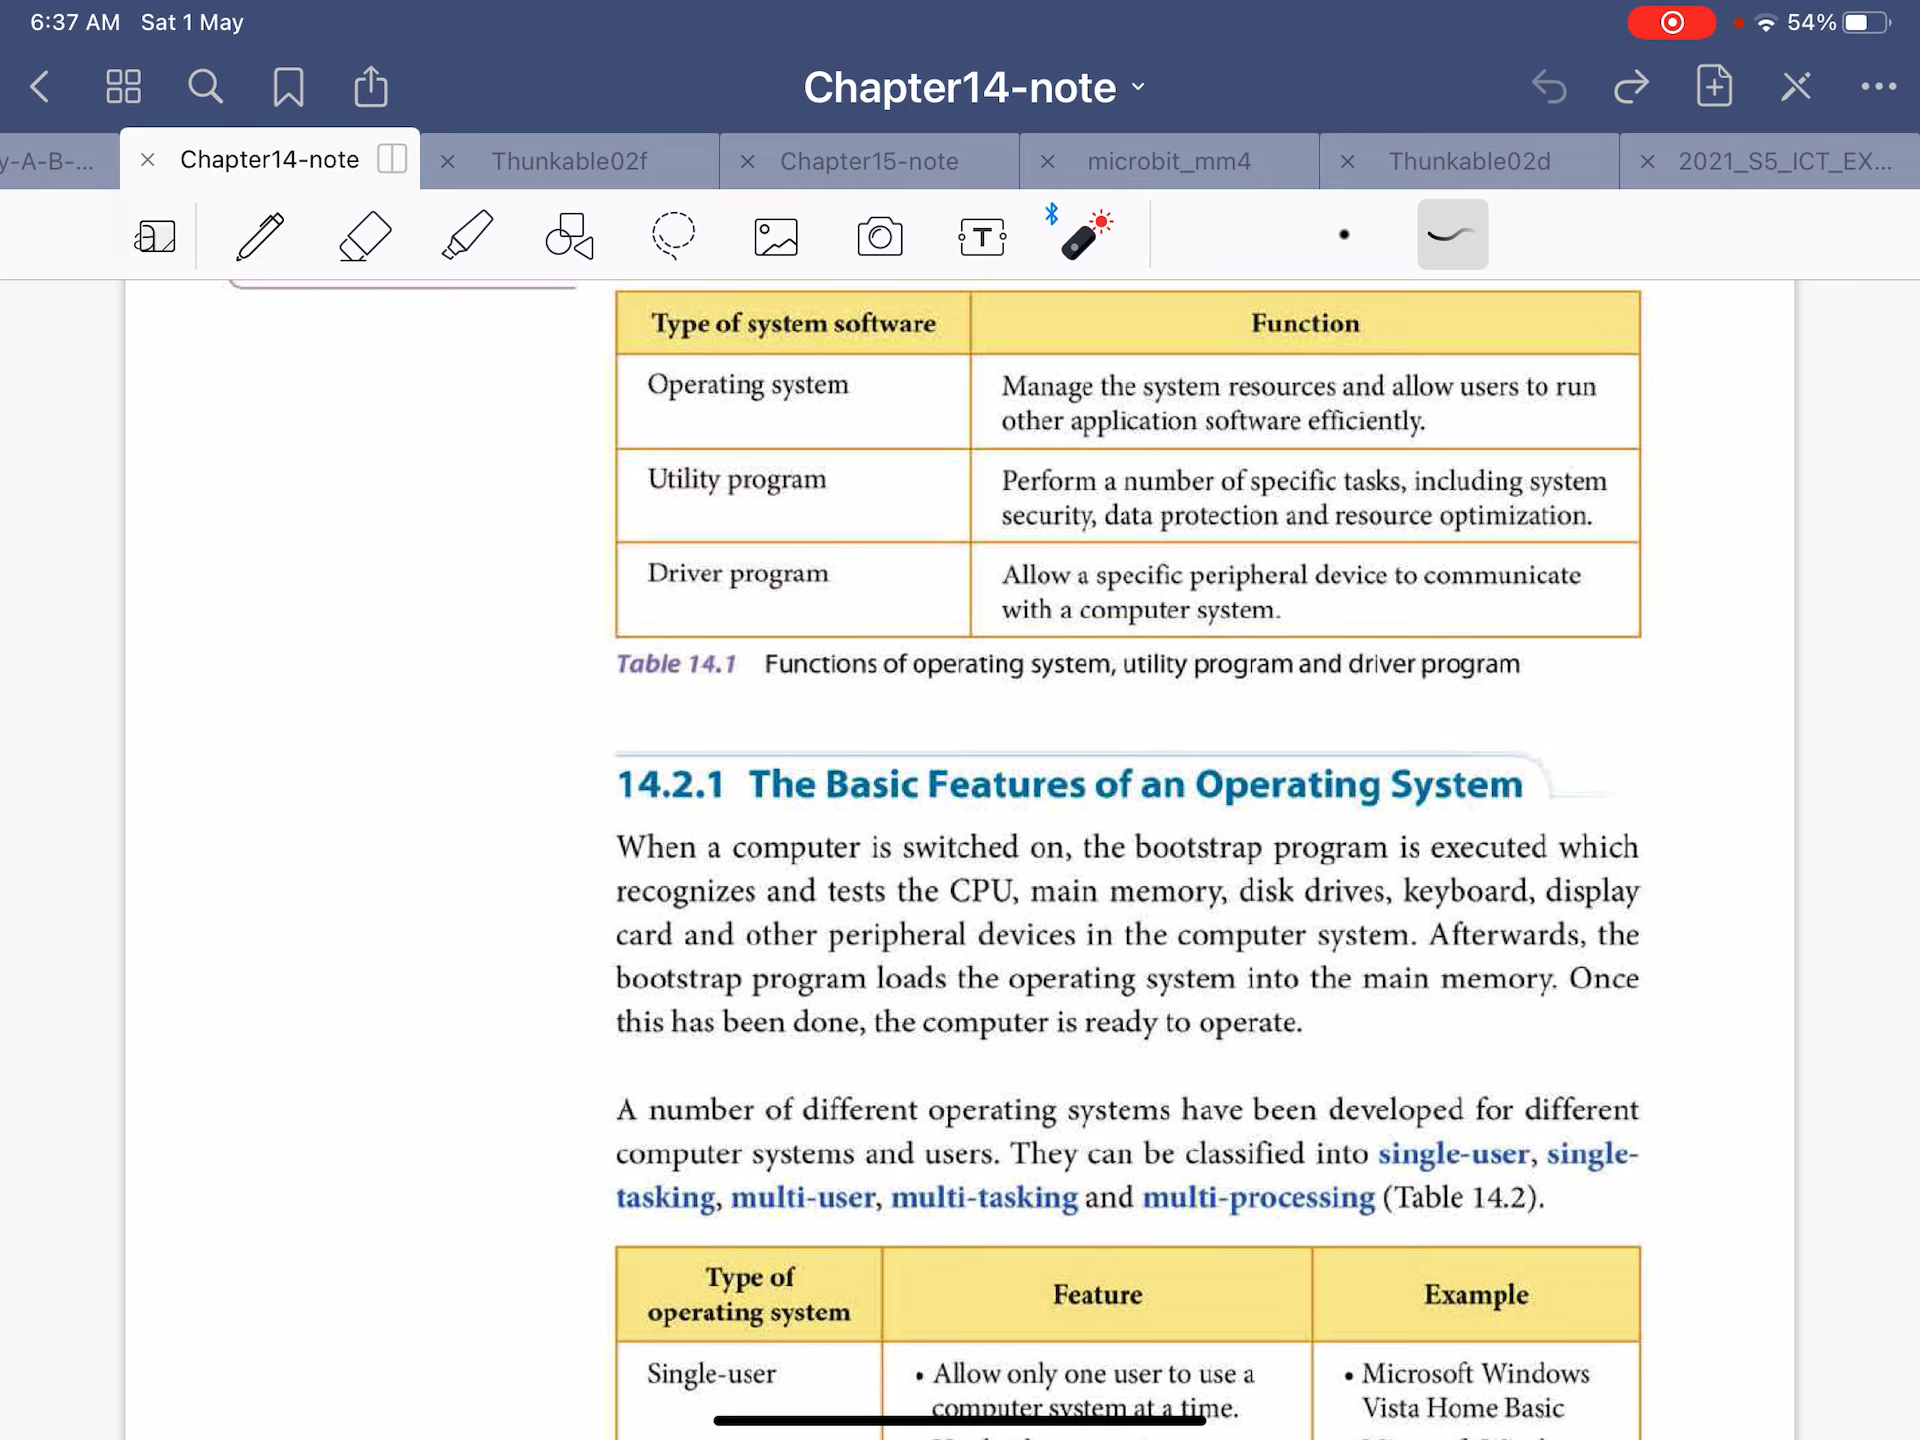 6:37 AM Sat 1 May
54%
Chapter14-note
y-A-B-...
Chapter14-note
Thunkable02f
Chapter15-note
microbit_mm4
Thunkable02d
2021_S5_ICT_EX...
Type of system software
Function
Operating system
Manage the system resources and allow users to run
other application software efficiently.
Utility program
Perform a number of specific tasks, including system
security, data protection and resource optimization.
Driver program
Allow a specific peripheral device to communicate
with a computer system.
Table 14.1 Functions of operating system, utility program and driver program
14.2.1 The Basic Features of an Operating System
When a computer is switched on, the bootstrap program is executed which
recognizes and tests the CPU, main memory, disk drives, keyboard, display
card and other peripheral devices in the computer system. Afterwards, the
bootstrap program loads the operating system into the main memory. Once
this has been done, the computer is ready to operate.
A number of different operating systems have been developed for different
computer systems and users. They can be classified into single-user, single-
tasking, multi-user, multi-tasking and multi-processing (Table 14.2).
Type of
operating system
Feature
Example
Single-user
• Allow only one user to use a
computer system at a time.
• Microsoft Windows
Vista Home Basic